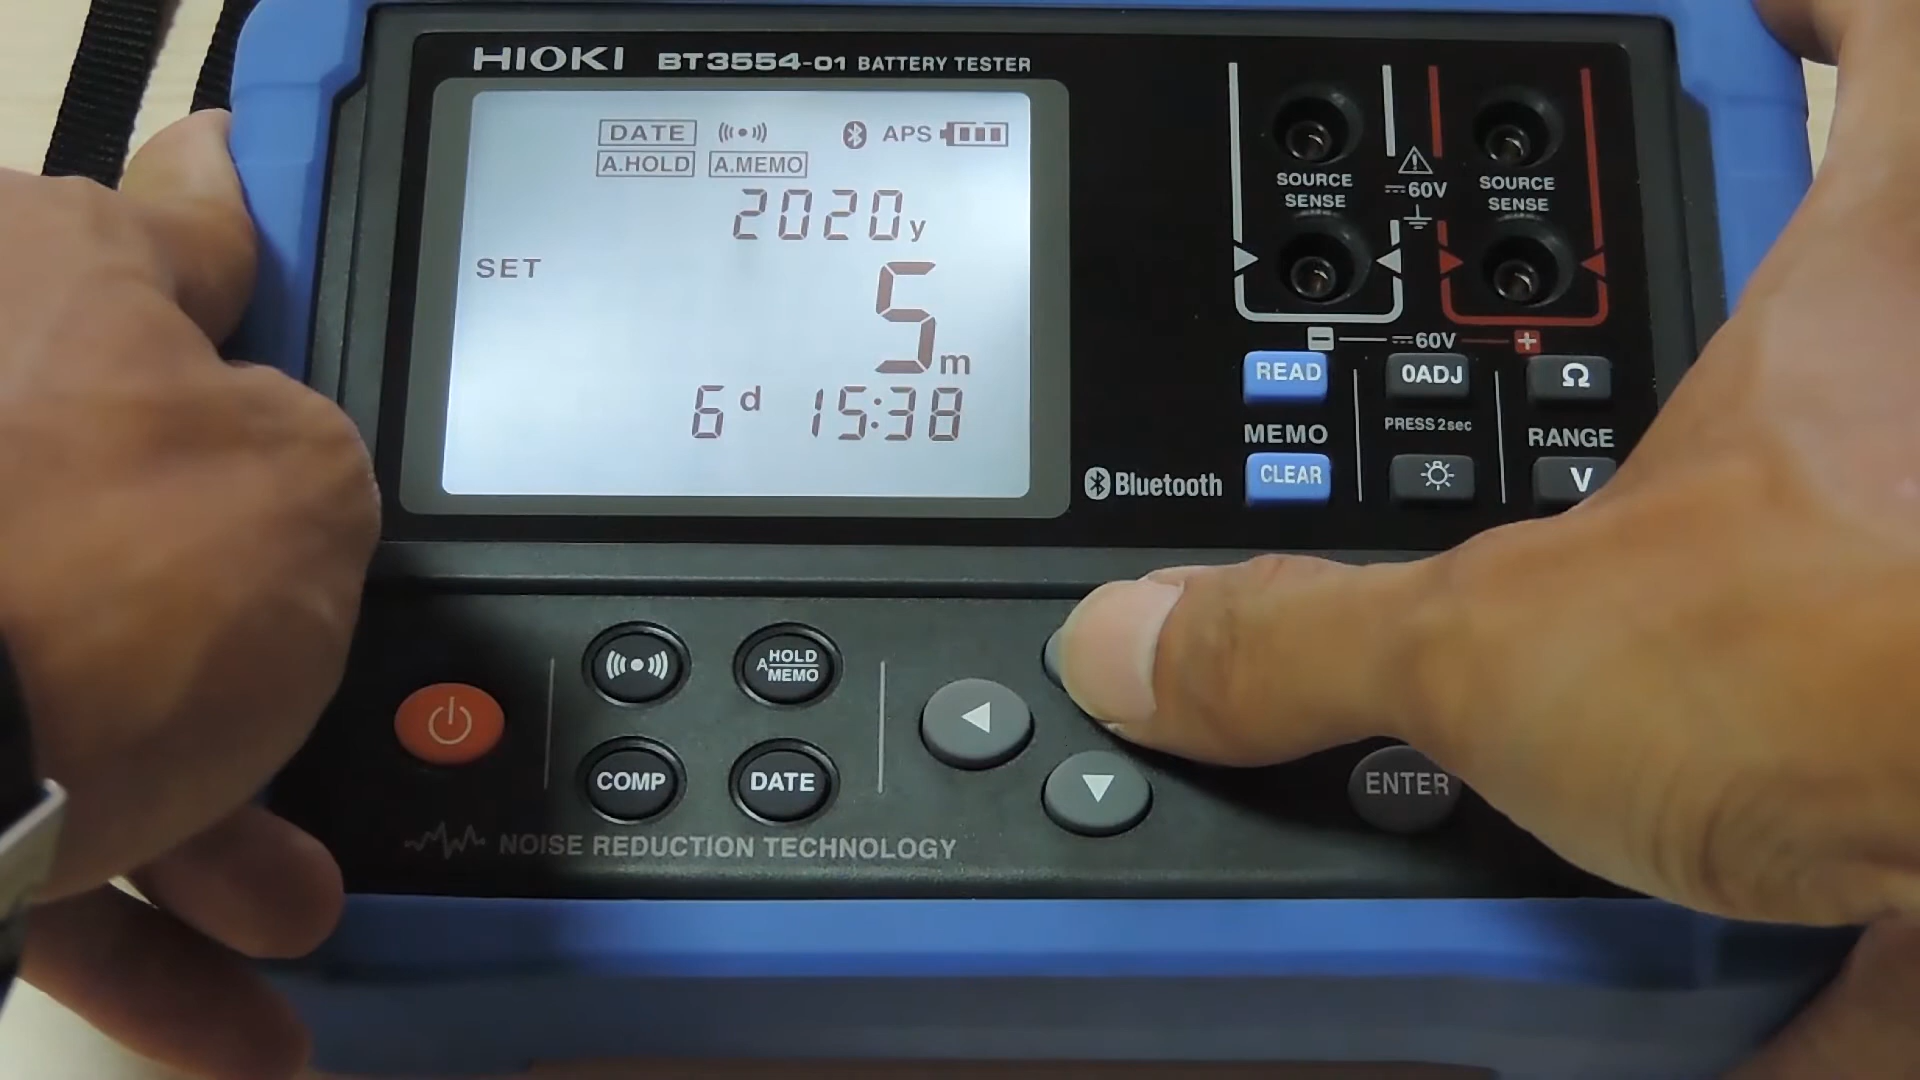 HIOKI BT3554-01 BATTERY TESTER
DATE APS
A.HOLD A.MEMO
2020y
SET
5m
6d 15:38
SOURCE
SENSE
60V
SOURCE
SENSE
60V
READ
0ADJ
Ω
MEMO
PRESS 2sec
RANGE
Bluetooth
CLEAR
V
A HOLD
MEMO
COMP
DATE
ENTER
NOISE REDUCTION TECHNOLOGY